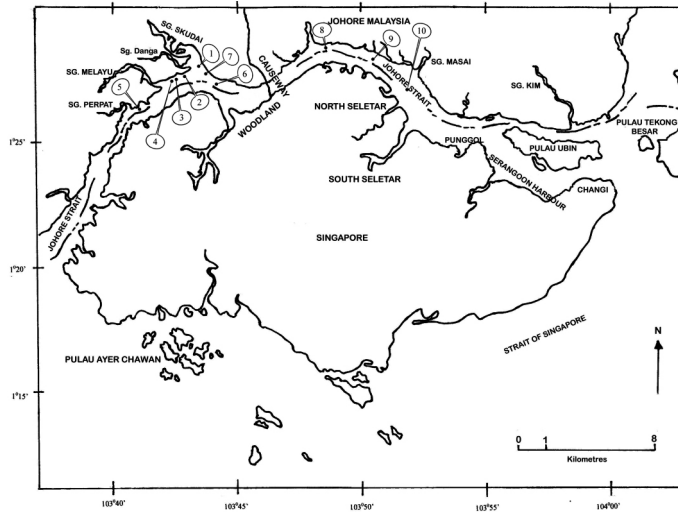 JOHORE MALAYSIA
SG. SKUDAI
Sg. Danga
SG. MELAYU
SG. PERPAT
1
7
6
5
4
3
2
8
9
10
CAUSEWAY
WOODLAND
SG. MASAI
JOHORE STRAIT
SG. KIM
NORTH SELETAR
PULAU TEKONG
BESAR
PUNGGOL
PULAU UBIN
SOUTH SELETAR
SERANGOON HARBOUR
CHANGI
JOHORE STRAIT
SINGAPORE
STRAIT OF SINGAPORE
PULAU AYER CHAWAN
N
0 1 8
Kilometres
1°25'
1°20'
1°15'
103°40' 103°45' 103°50' 103°55' 104°00'